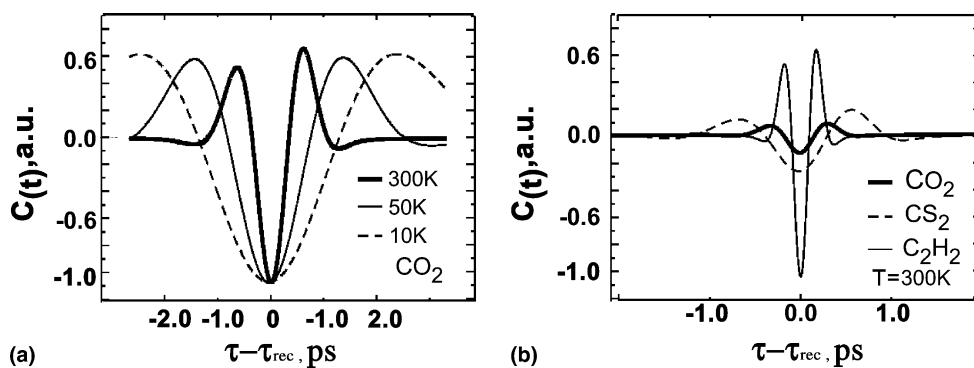 (a)
C(t),a.u.
0.6
0.0
-0.6
-1.0
300K
50K
10K
CO2
-2.0 -1.0 0 -1.0 2.0
τ−τrec, ps
(b)
C(t),a.u.
0.6
0.0
-0.6
-1.0
CO2
CS2
C2H2
T=300K
-1.0 0.0 1.0
τ−τrec, ps